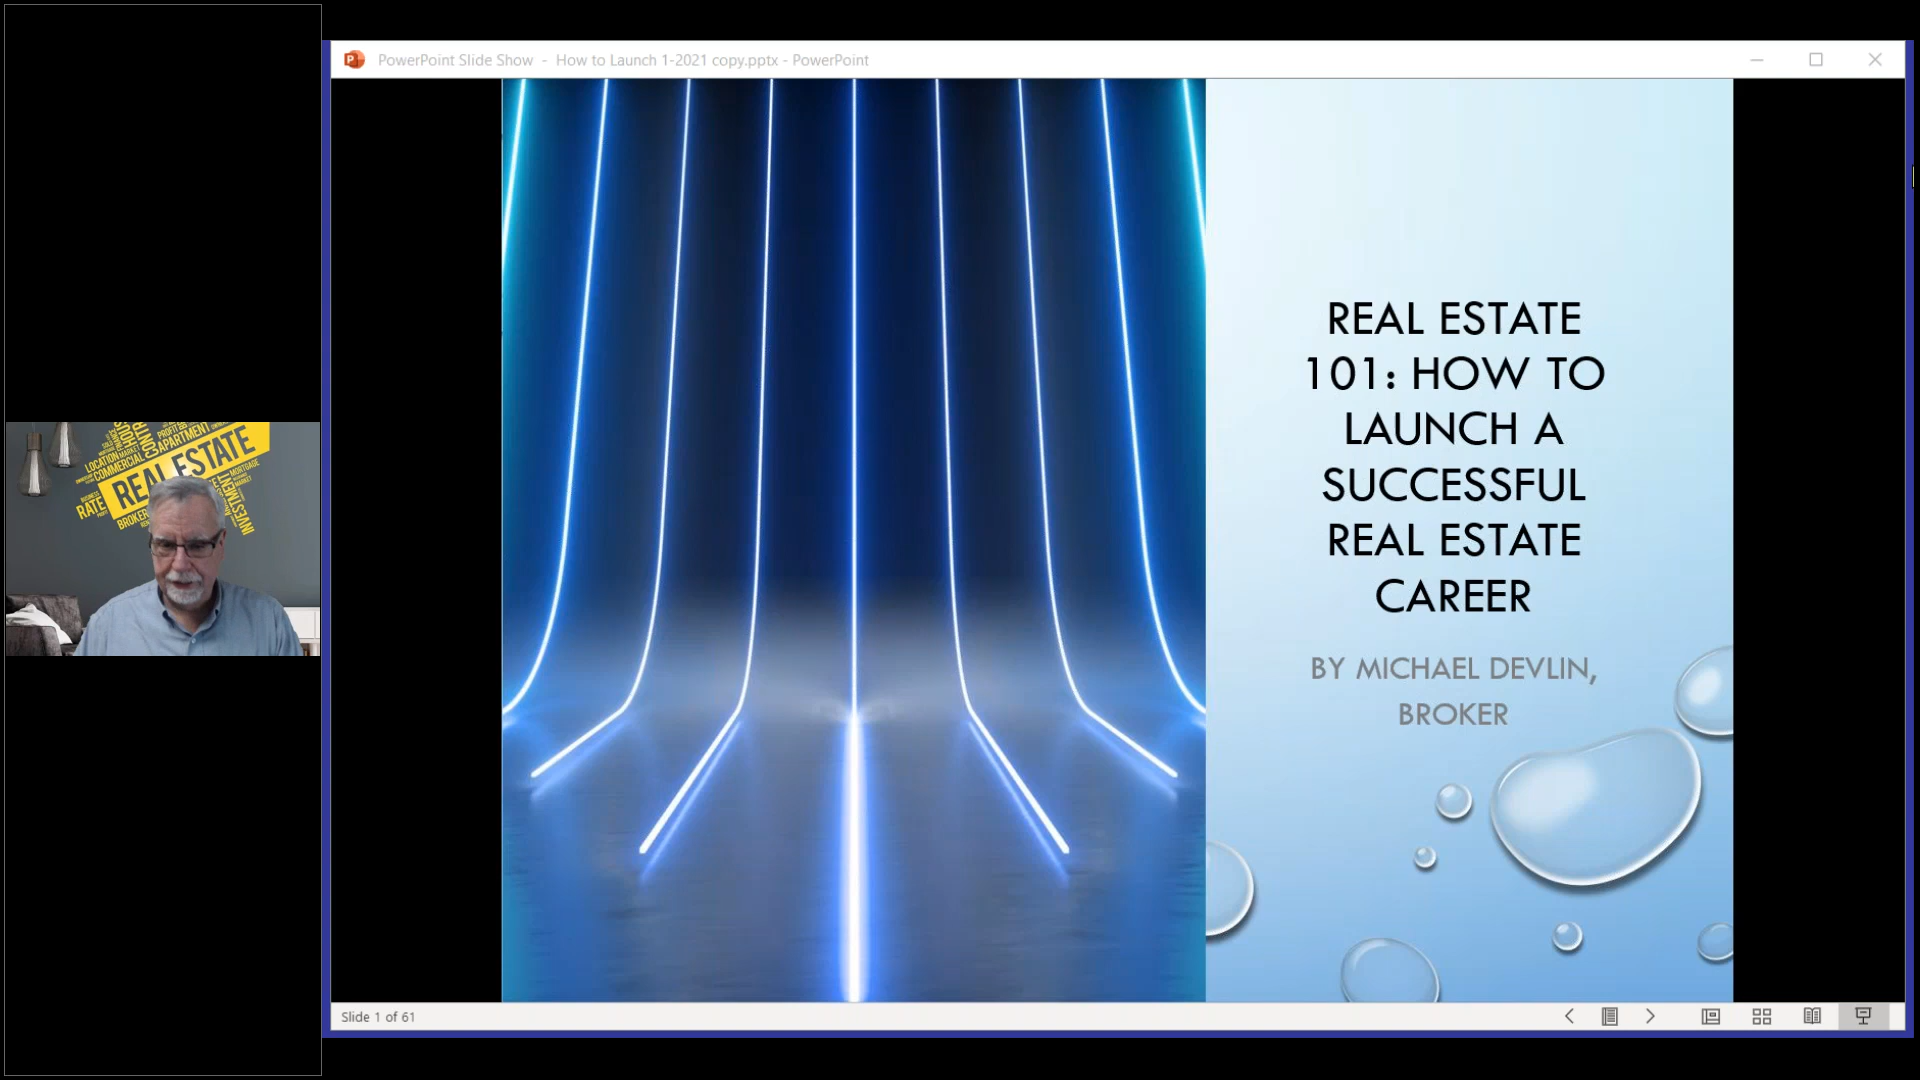 PowerPoint Slide Show - How to Launch 1-2021 copy.pptx - PowerPoint
REAL ESTATE
101: HOW TO
LAUNCH A
SUCCESSFUL
REAL ESTATE
CAREER
BY MICHAEL DEVLIN,
BROKER
PROFIT
APARTMENT
LOCATION
COMMERCIAL
REAL ESTATE
MORTGAGE
RATE
BROKER
INVESTMENT
Slide 1 of 61